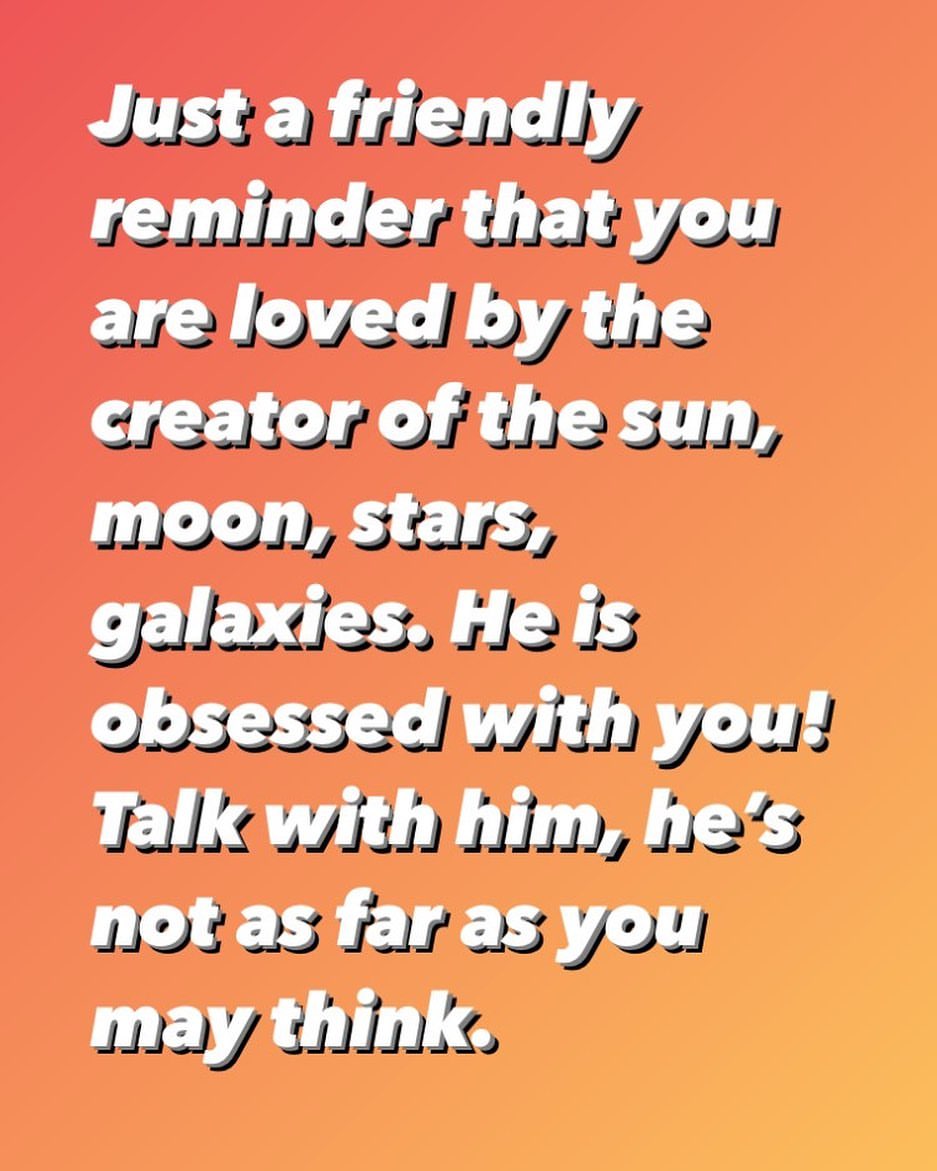 Just a friendly
reminder that you
are loved by the
creator of the sun,
moon, stars,
galaxies. He is
obsessed with you!
Talk with him, he’s
not as far as you
may think.